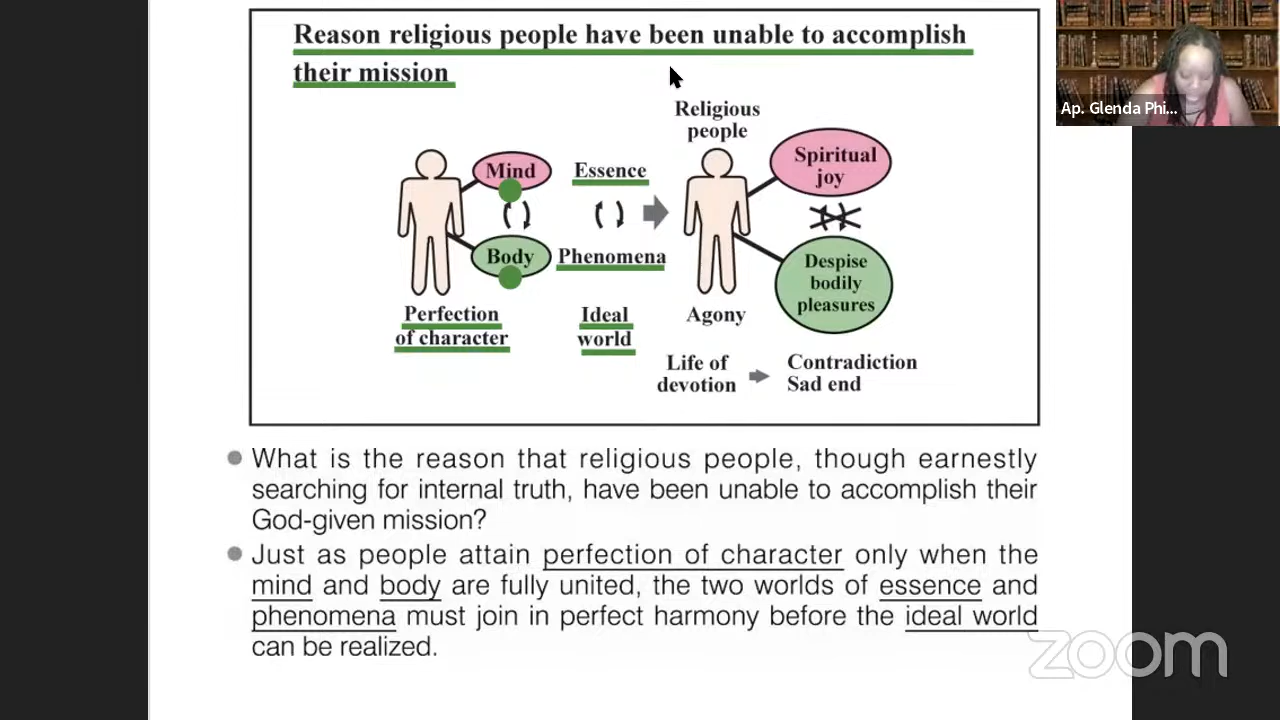 Reason religious people have been unable to accomplish
their mission
Religious
people
Mind
Essence
Spiritual
joy
Body
Phenomena
Despise
bodily
pleasures
Perfection
of character
Ideal
world
Agony
Life of
devotion
Contradiction
Sad end
What is the reason that religious people, though earnestly
searching for internal truth, have been unable to accomplish their
God-given mission?
Just as people attain perfection of character only when the
mind and body are fully united, the two worlds of essence and
phenomena must join in perfect harmony before the ideal world
can be realized.
Ap. Glenda Phi...
zoom